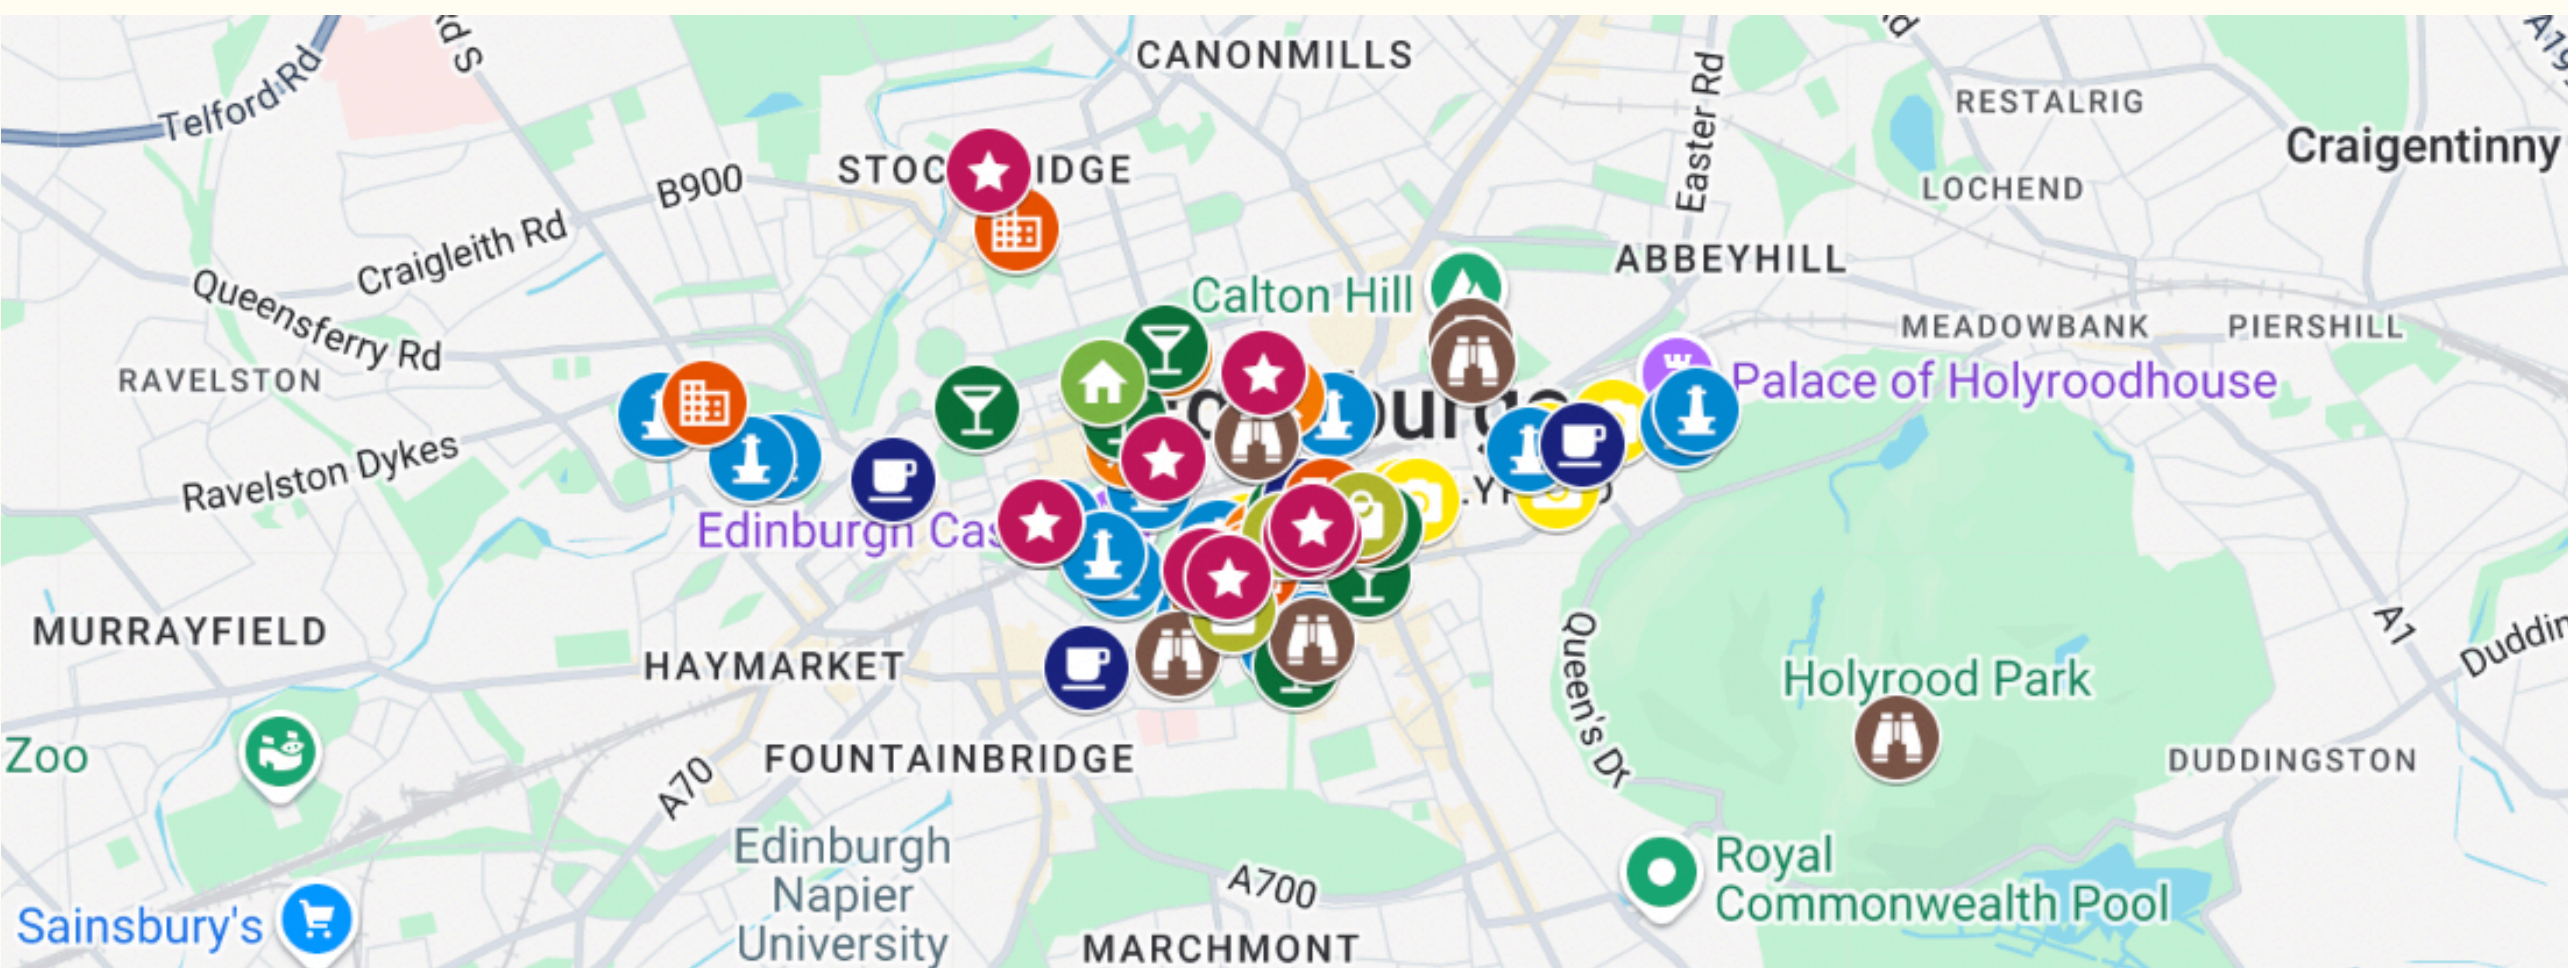 CANONMILLS
Telford Rd
RESTALRIG
Craigentinny
Easter Rd
STOC IDGE
B900
LOCHEND
Craigleith Rd
ABBEYHILL
Calton Hill
Queensferry Rd
MEADOWBANK
PIERSHILL
RAVELSTON
Palace of Holyroodhouse
Ravelston Dykes
Edinburgh Cas
MURRAYFIELD
HAYMARKET
Queen's Dr
A1
Duddin
Holyrood Park
Zoo
FOUNTAINBRIDGE
DUDDINGSTON
A70
Edinburgh
Napier
University
A700
Royal
Commonwealth Pool
Sainsbury's
MARCHMONT